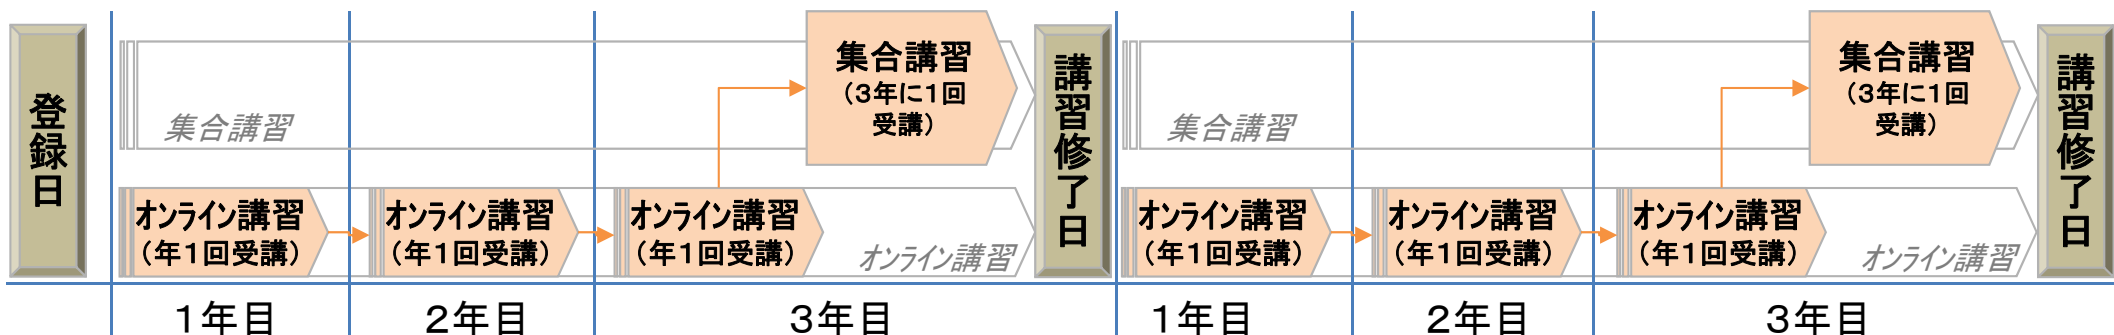 登録日
集合講習
集合講習
(3年に1回
受講)
オンライン講習
(年1回受講)
オンライン講習
(年1回受講)
オンライン講習
(年1回受講)
オンライン講習
講習修了日
集合講習
集合講習
(3年に1回
受講)
オンライン講習
(年1回受講)
オンライン講習
(年1回受講)
オンライン講習
(年1回受講)
オンライン講習
講習修了日
1年目
2年目
3年目
1年目
2年目
3年目